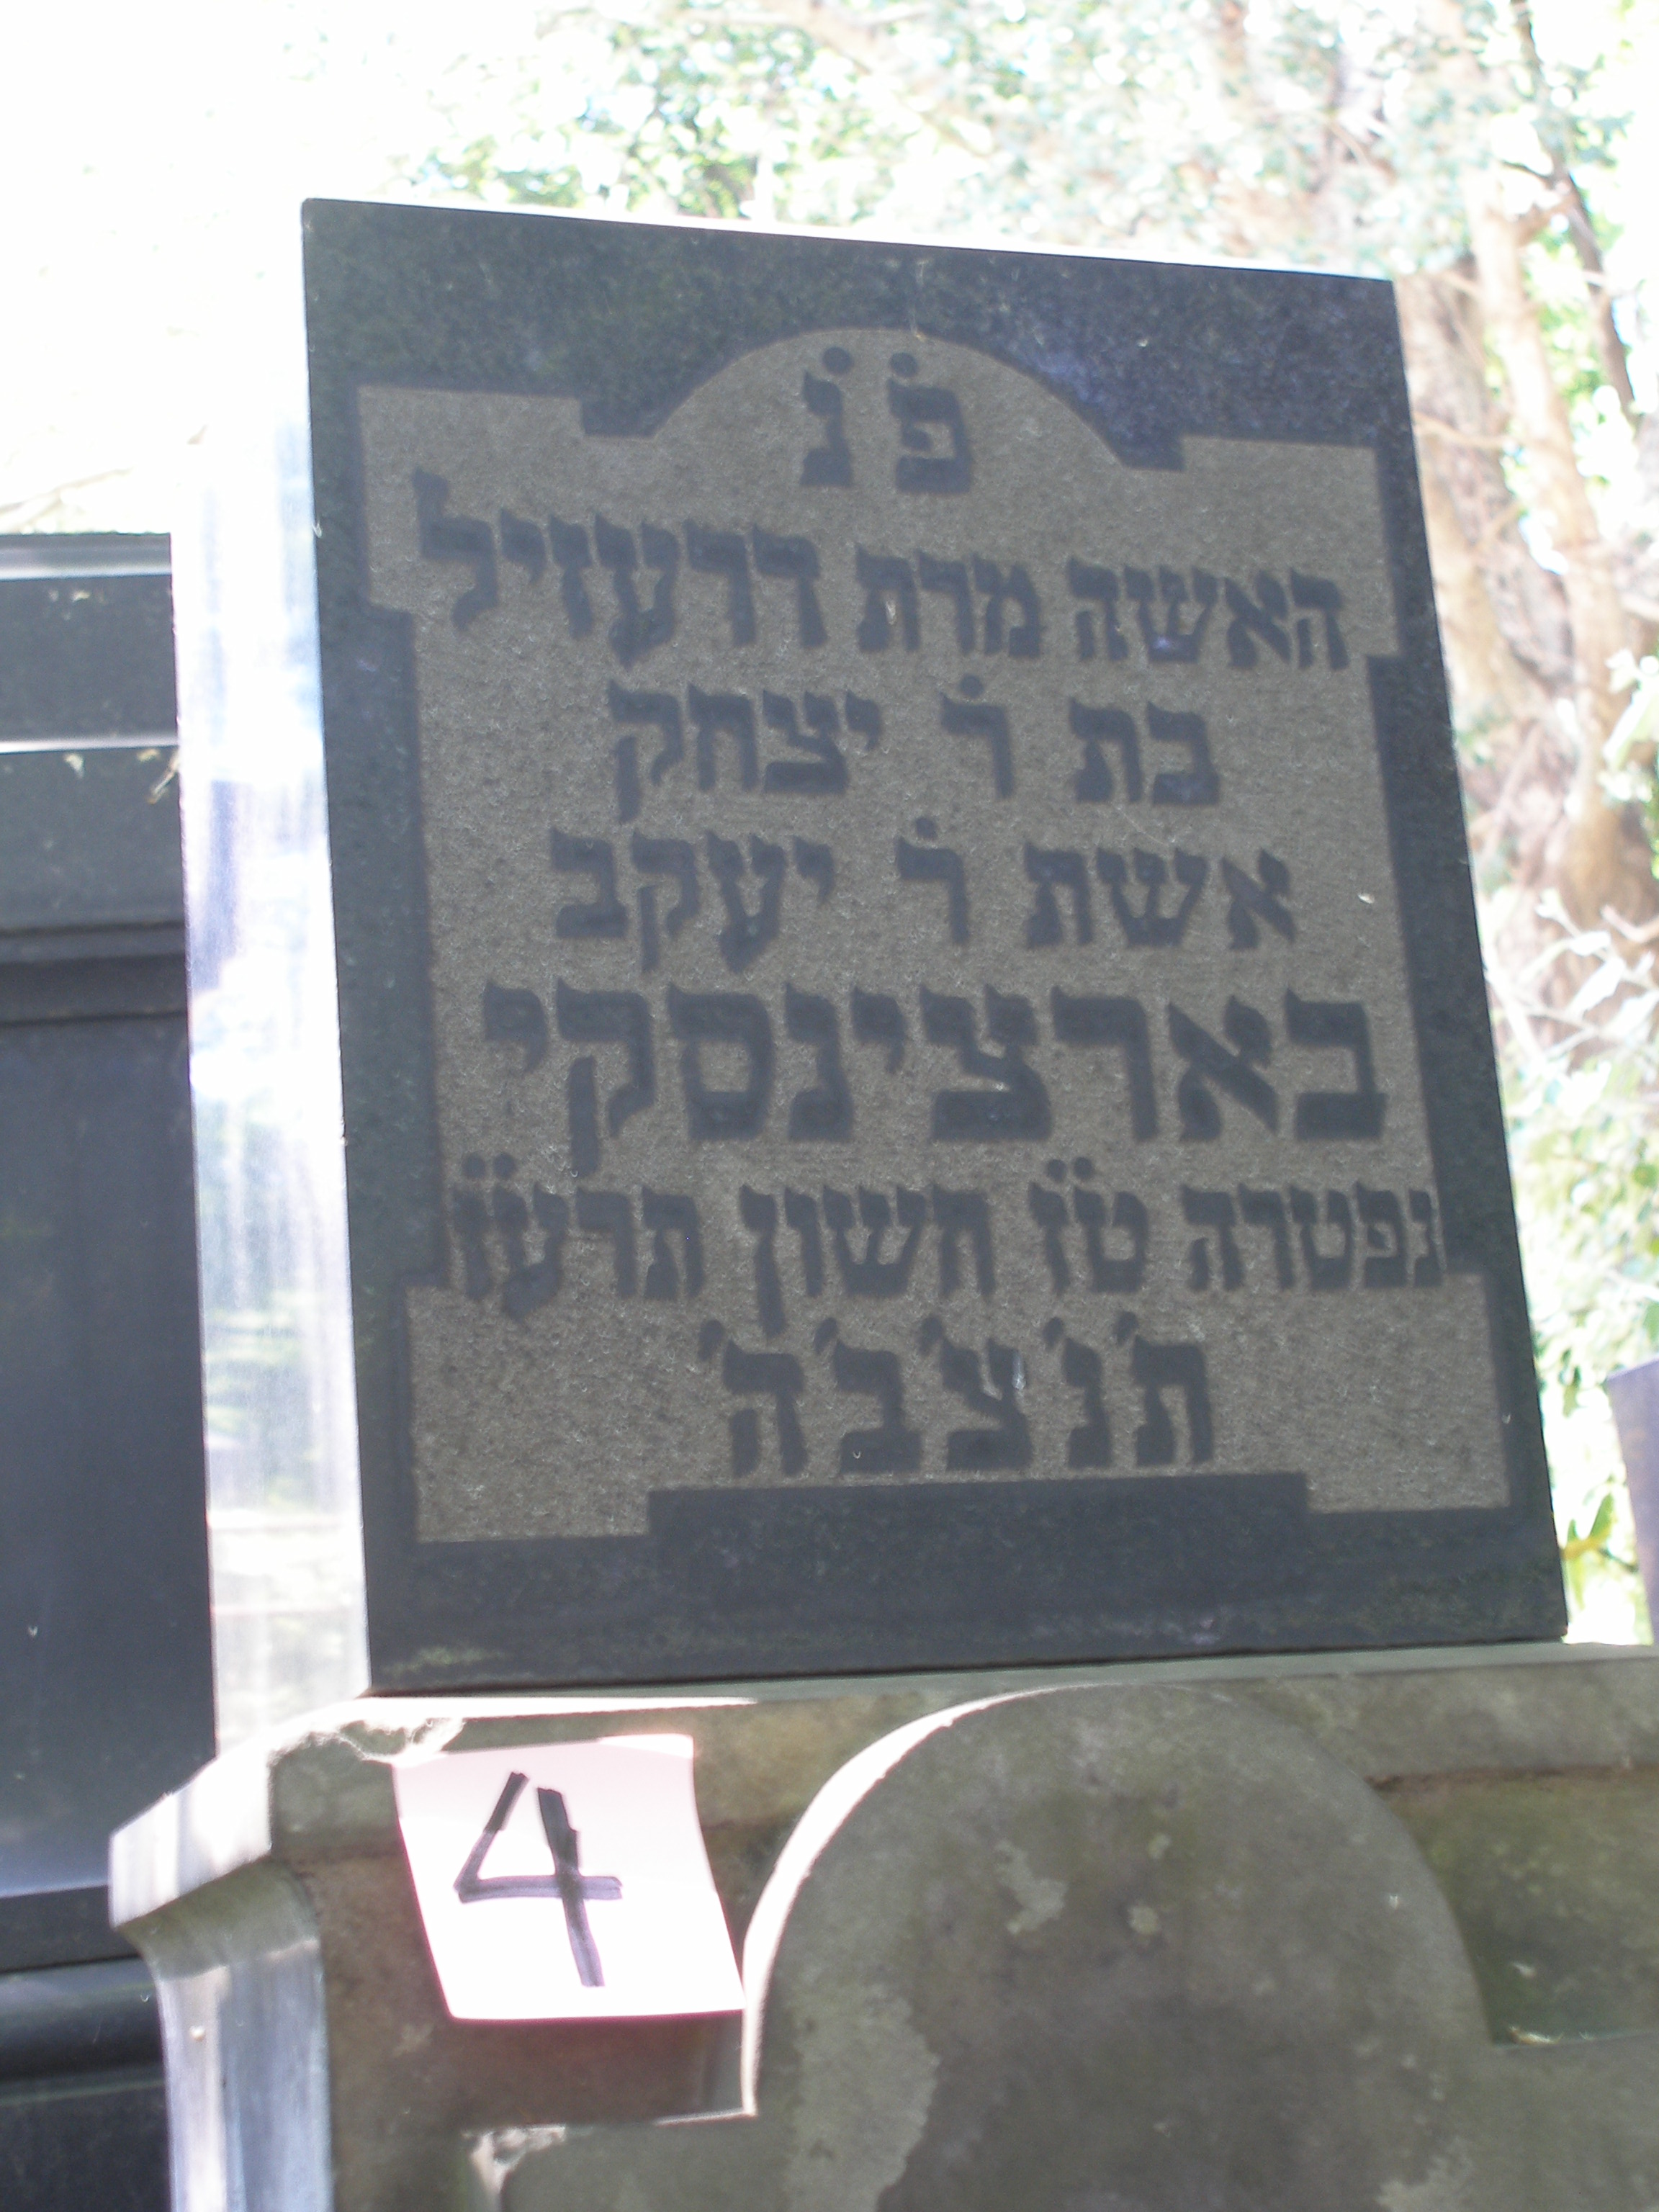 פ̇ נ̇
האשה מרת דרעזיל
בת ר̇ יצחק
אשת ר̇ יעקב
בארצינסקי
נפטרה ט̈ז חשון תרע̈ז
ת'נ'צ'ב'ה'
4